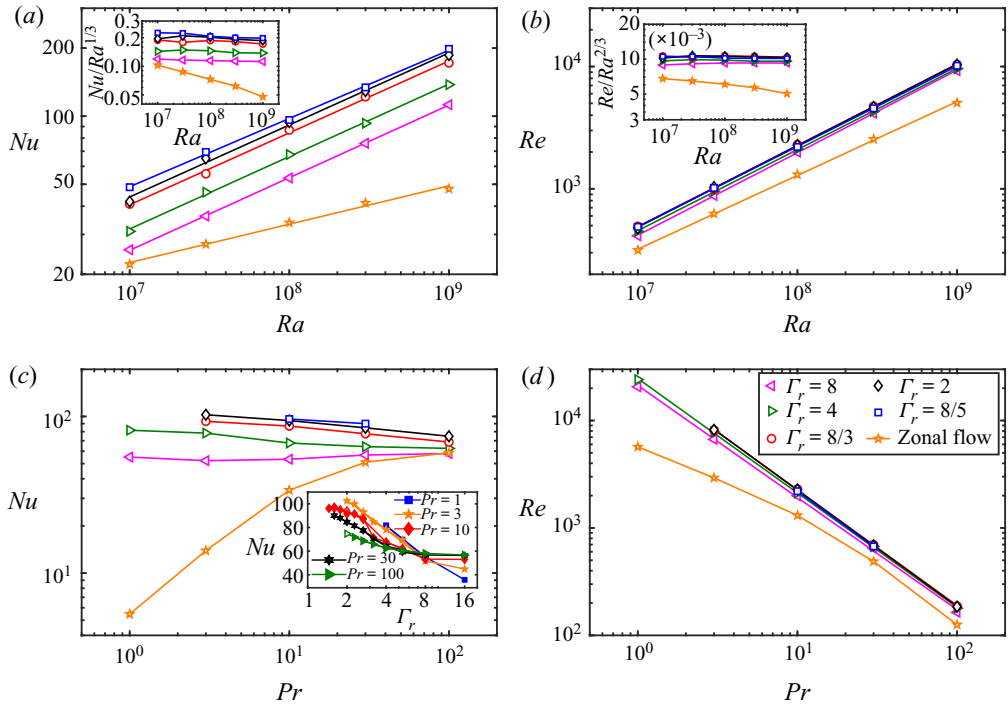 (a)
Nu
200
100
50
20
10^7
10^8
10^9
Ra
Nu/Ra^{1/3}
0.3
0.2
0.10
0.05
10^7
10^8
10^9
Ra
(b)
Re
10^4
10^3
10^7
10^8
10^9
Ra
Re/Ra^{2/3}
20
(×10^{−3})
10
5
3
10^7
10^8
10^9
Ra
(c)
Nu
10^2
10^1
10^0
10^1
10^2
Pr
Nu
100
80
60
40
1
2
4
8
16
Γ_r
Pr = 1
Pr = 3
Pr = 10
Pr = 30
Pr = 100
(d)
Re
10^4
10^3
10^2
10^0
10^1
10^2
Pr
Γ_r = 8
Γ_r = 2
Γ_r = 4
Γ_r = 8/5
Γ_r = 8/3
Zonal flow